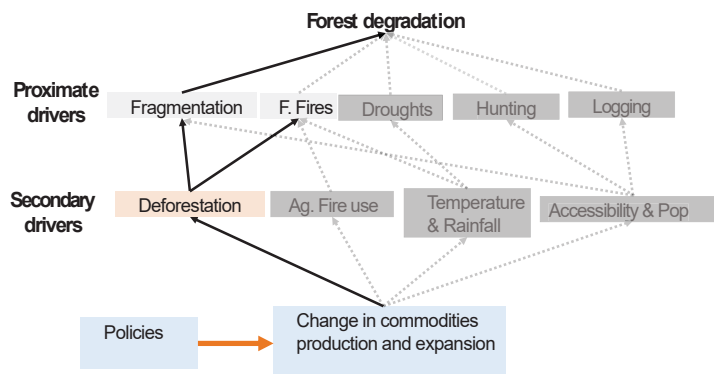 Forest degradation
Proximate
drivers
Fragmentation
F. Fires
Droughts
Hunting
Logging
Secondary
drivers
Deforestation
Ag. Fire use
Temperature
& Rainfall
Accessibility & Pop
Policies
Change in commodities
production and expansion